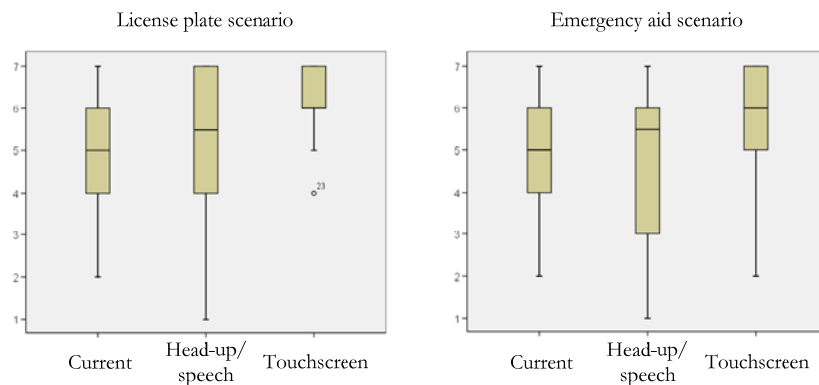 License plate scenario
Emergency aid scenario
7
6
5
4
3
2
1
23
Current
Head-up/
speech
Touchscreen
7
6
5
4
3
2
1
Current
Head-up/
speech
Touchscreen